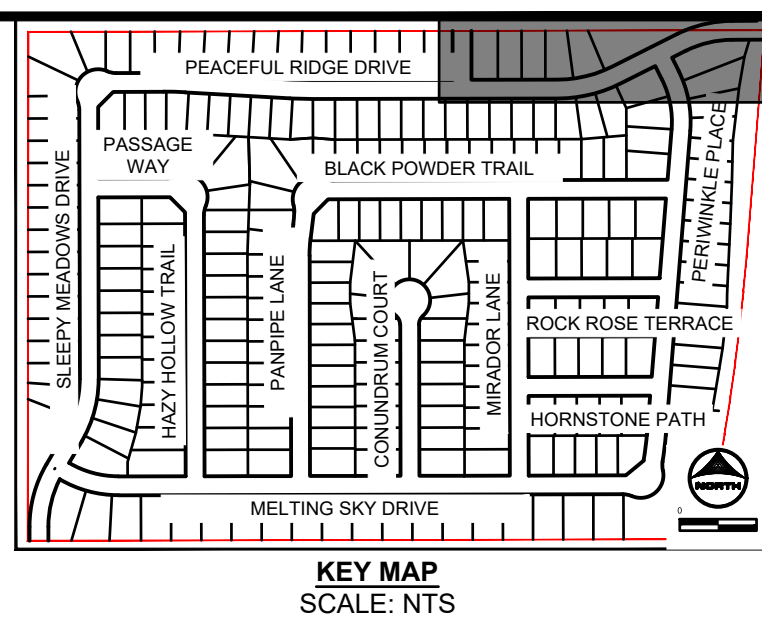 PEACEFUL RIDGE DRIVE
PASSAGE
WAY
BLACK POWDER TRAIL
PERIWINKLE PLACE
SLEEPY MEADOWS DRIVE
HAZY HOLLOW TRAIL
PANPIPE LANE
CONUNDRUM COURT
MIRADOR LANE
ROCK ROSE TERRACE
HORNSTONE PATH
NORTH
0
MELTING SKY DRIVE
KEY MAP
SCALE: NTS